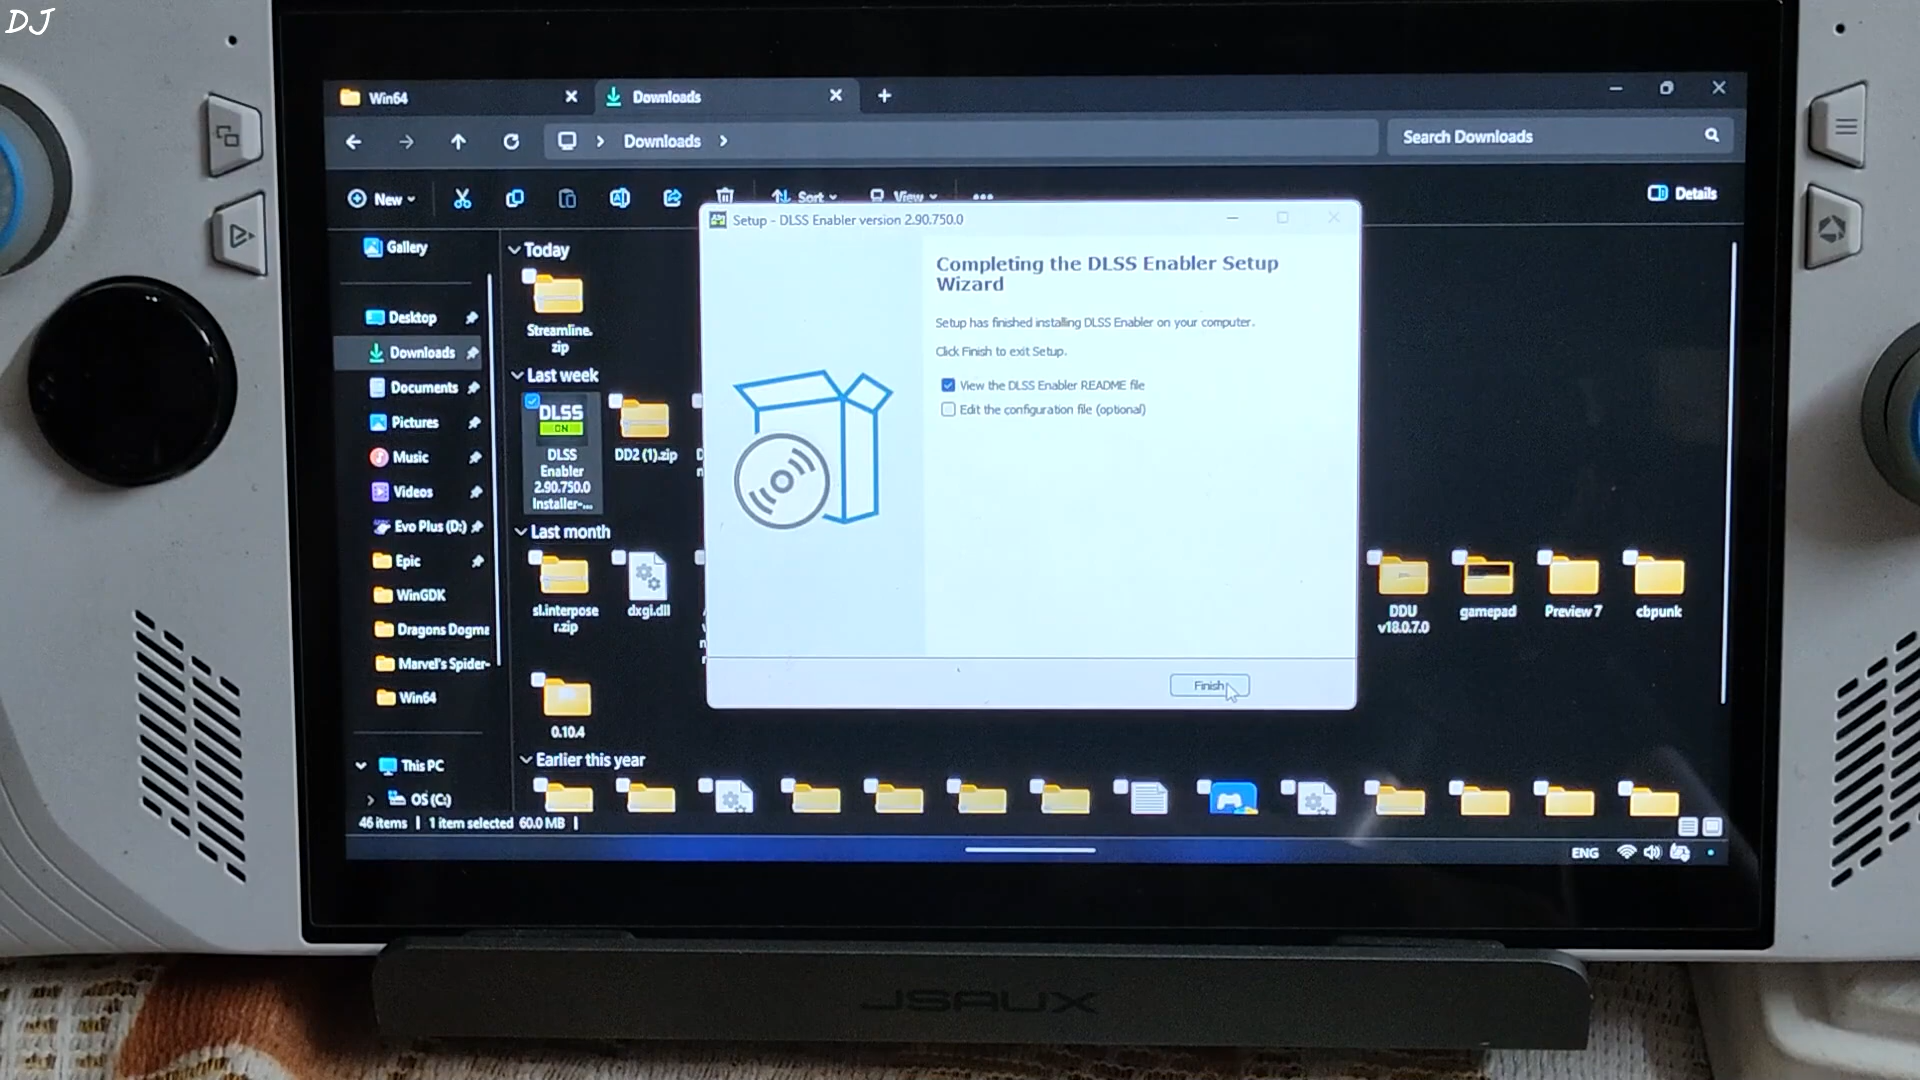 DJ
Win64
Downloads
Downloads
Search Downloads
New
Sort
View
Details
Gallery
Desktop
Downloads
Documents
Pictures
Music
Videos
Evo Plus (D:)
Epic
WinGDK
Dragons Dogma
Marvel's Spider-
Win64
This PC
OS (C:)
46 items
1 item selected 60.0 MB
Today
Streamline.
zip
Last week
DLSS
ON
DLSS
Enabler
2.90.750.0
Installer-...
DD2 (1).zip
Last month
sl.interpose
r.zip
dxgi.dll
DDU
v18.0.7.0
gamepad
Preview 7
cbpunk
0.10.4
Earlier this year
Setup - DLSS Enabler version 2.90.750.0
Completing the DLSS Enabler Setup
Wizard
Setup has finished installing DLSS Enabler on your computer.
Click Finish to exit Setup.
View the DLSS Enabler README file
Edit the configuration file (optional)
Finish
ENG
JSAUX